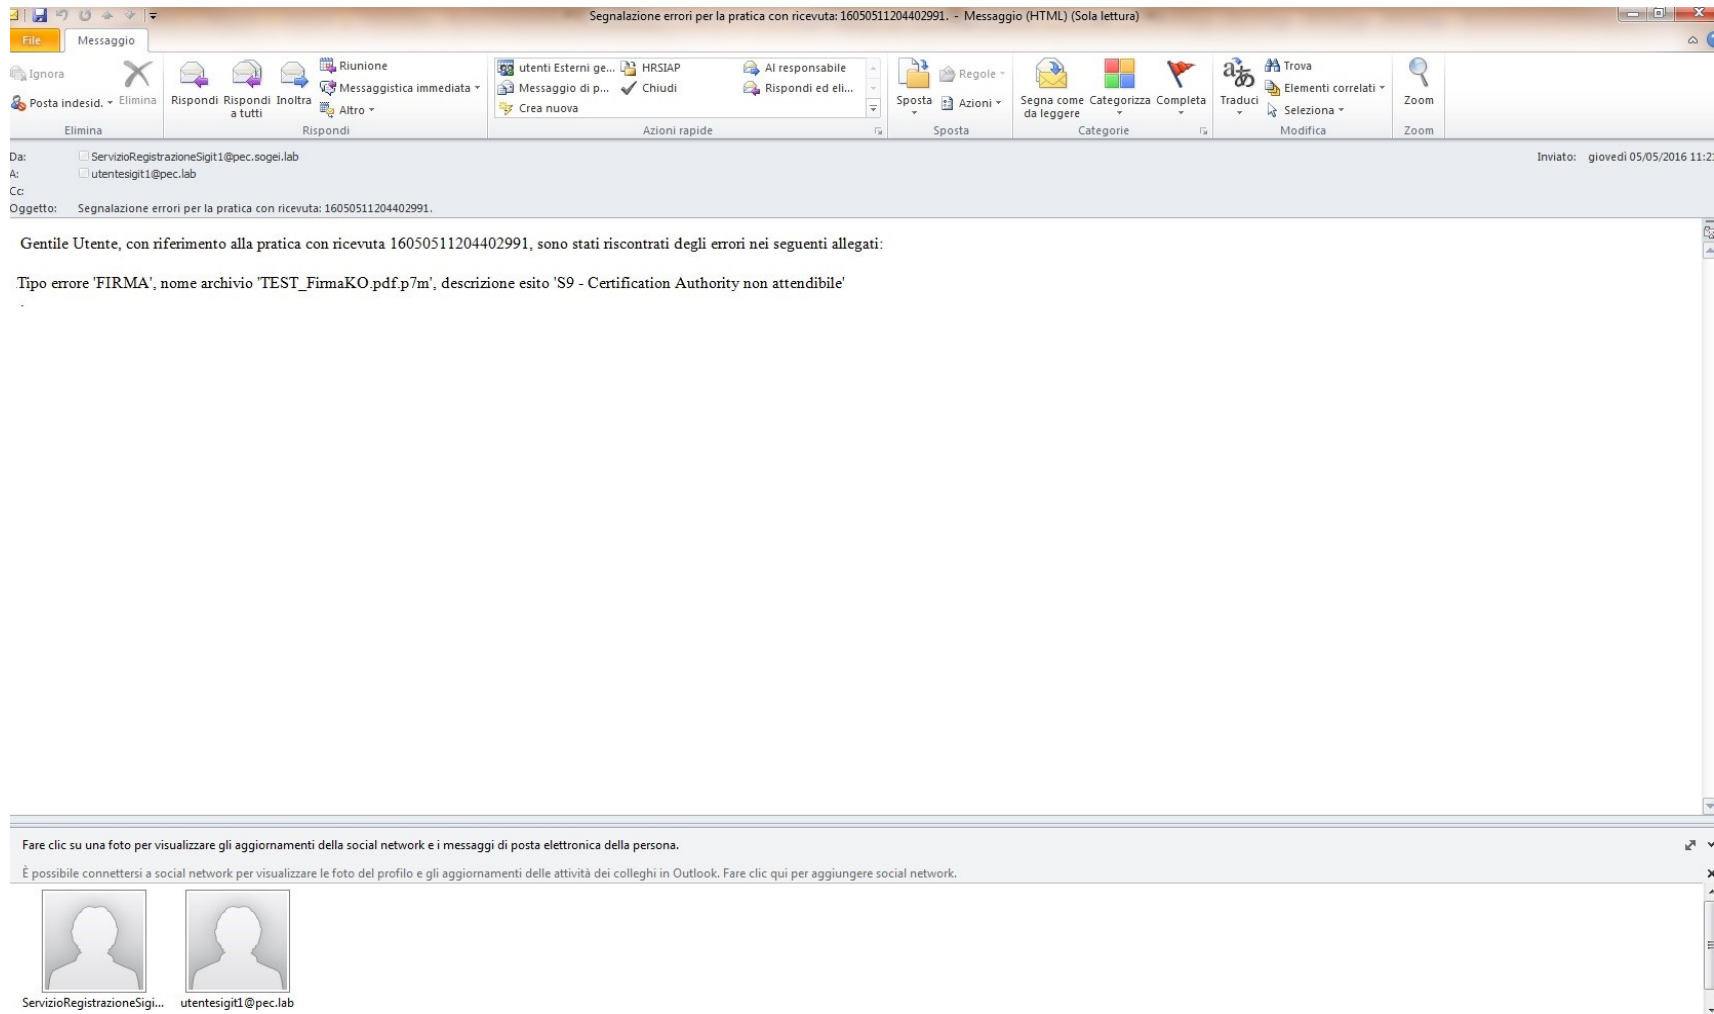 Segnalazione errori per la pratica con ricevuta: 16050511204402991. - Messaggio (HTML) (Sola lettura)
File Messaggio
Ignora
Posta indesid. Elimina
Rispondi Rispondi a tutti Inoltra
Riunione
Messaggistica immediata
Altro
utenti Esterni ge... HRSIAP Al responsabile
Messaggio di p... Chiudi Rispondi ed eli...
Crea nuova
Sposta
Regole
Azioni
Segna come da leggere Categorizza Completa
Traduci
Trova
Elementi correlati
Seleziona
Zoom
Elimina Rispondi Azioni rapide Sposta Categorie Modifica Zoom
Da: ServizioRegistrazioneSigit1@pec.sogei.lab Inviato: giovedì 05/05/2016
A: utentesigit1@pec.lab
Cc:
Oggetto: Segnalazione errori per la pratica con ricevuta: 16050511204402991.
Gentile Utente, con riferimento alla pratica con ricevuta 16050511204402991, sono stati riscontrati degli errori nei seguenti allegati:
Tipo errore 'FIRMA', nome archivio 'TEST_FirmaKO.pdf.p7m', descrizione esito 'S9 - Certification Authority non attendibile'
.
Fare clic su una foto per visualizzare gli aggiornamenti della social network e i messaggi di posta elettronica della persona.
È possibile connettersi a social network per visualizzare le foto del profilo e gli aggiornamenti delle attività dei colleghi in Outlook. Fare clic qui per aggiungere social network.
ServizioRegistrazioneSigi... utentesigit1@pec.lab